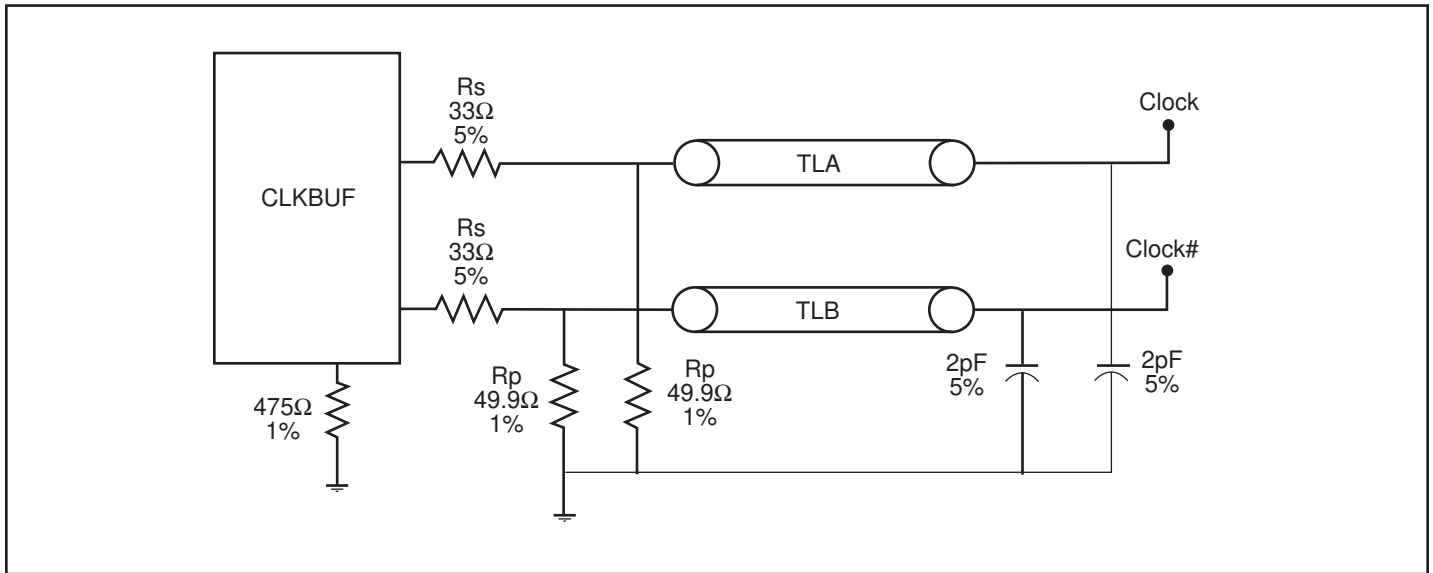 Rs
33Ω
5%
Clock
TLA
CLKBUF
Rs
33Ω
5%
Clock#
TLB
Rp
49.9Ω
1%
Rp
49.9Ω
1%
2pF
5%
2pF
5%
475Ω
1%